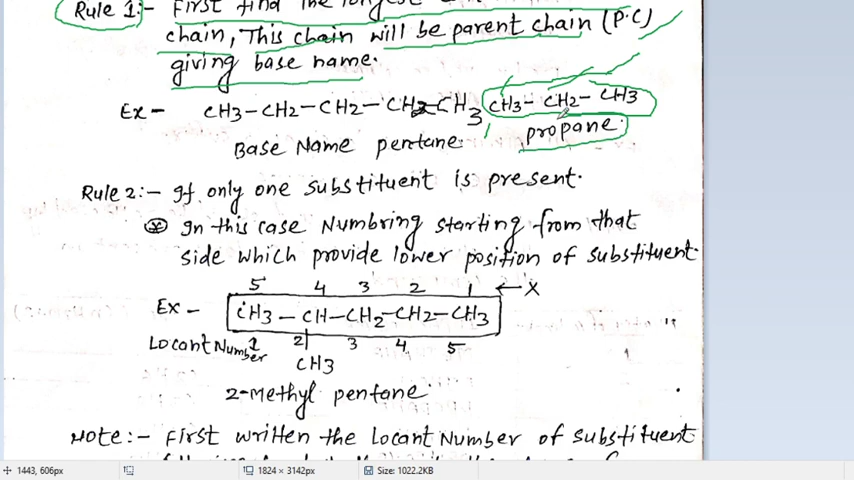 Rule 1:- First find the longest
chain, This chain will be parent chain (P.C)
giving base name.
Ex - CH3-CH2-CH2-CH2-CH3 CH3-CH2-CH3
Base Name pentane. propane.
Rule 2:- If only one substituent is present.
In this case Numbring starting from that
side which provide lower position of substituent.
5 4 3 2 1 ← X
Ex - CH3-CH-CH2-CH2-CH3
Locant Number 1 2 3 4 5
CH3
2-Methyl pentane.
Note:- First written the Locant Number of substituent
1443, 606px 1824 × 3142px Size: 1022.2KB